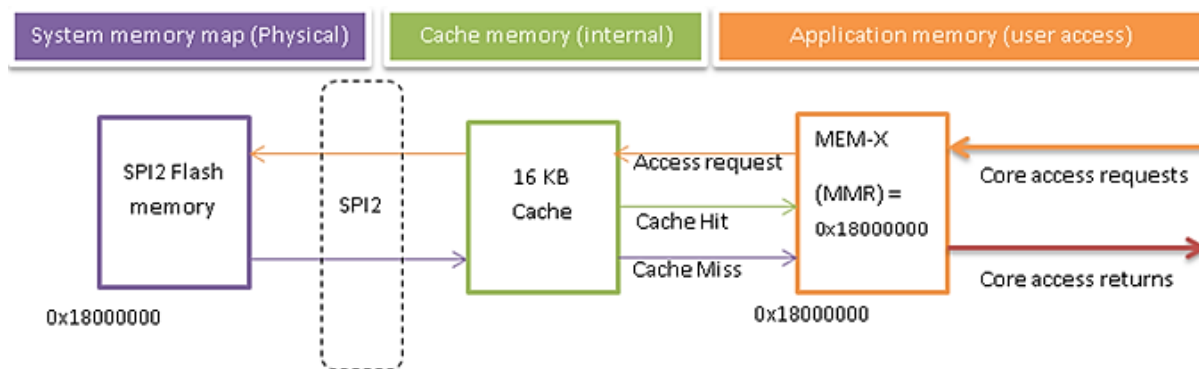 System memory map (Physical)
Cache memory (internal)
Application memory (user access)
SPI2 Flash
memory
SPI2
16 KB
Cache
Access request
Cache Hit
Cache Miss
MEM-X
(MMR) =
0x18000000
Core access requests
Core access returns
0x18000000
0x18000000